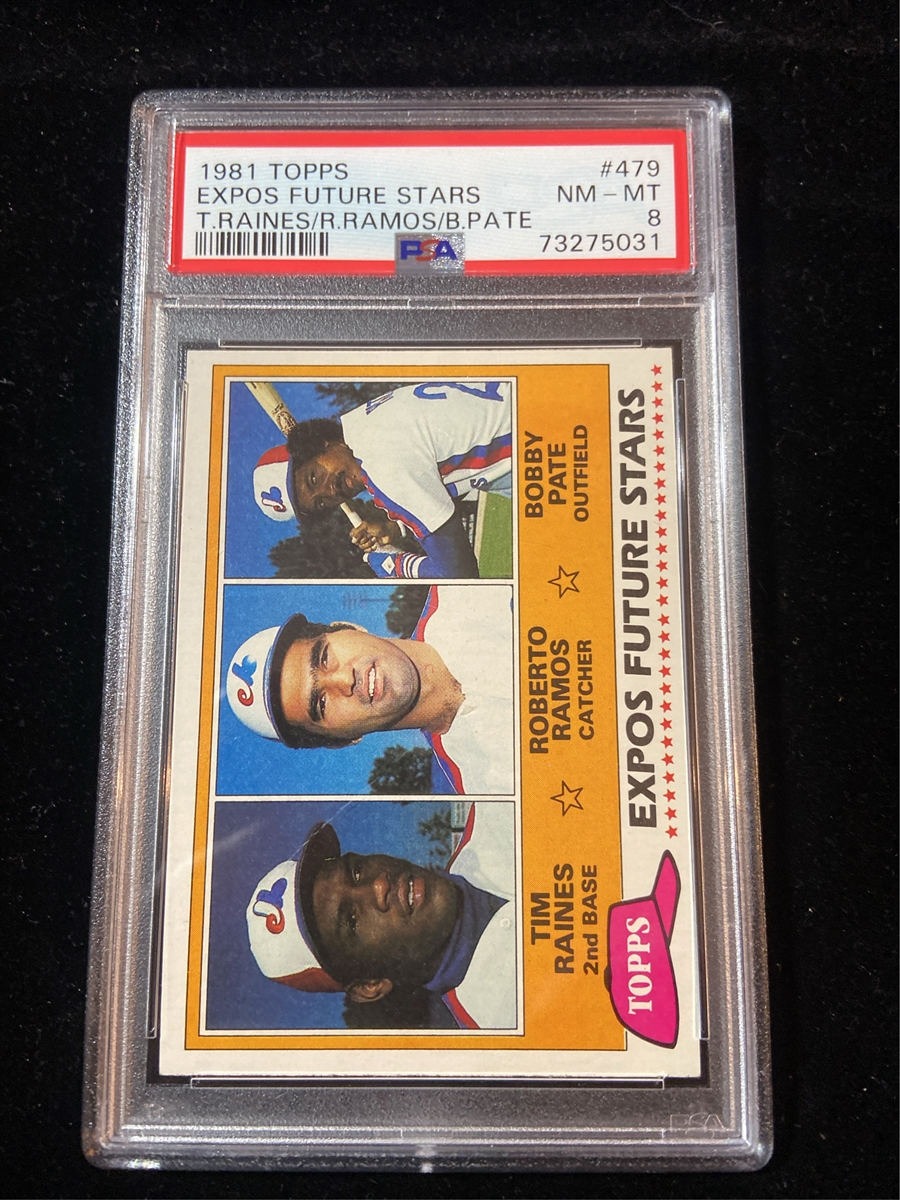 1981 TOPPS #479
EXPOS FUTURE STARS NM - MT
T.RAINES/R.RAMOS/B.PATE 8
PSA 73275031
TIM
RAINES
2nd BASE
ROBERTO
RAMOS
CATCHER
BOBBY
PATE
OUTFIELD
TOPPS
EXPOS FUTURE STARS
PSA